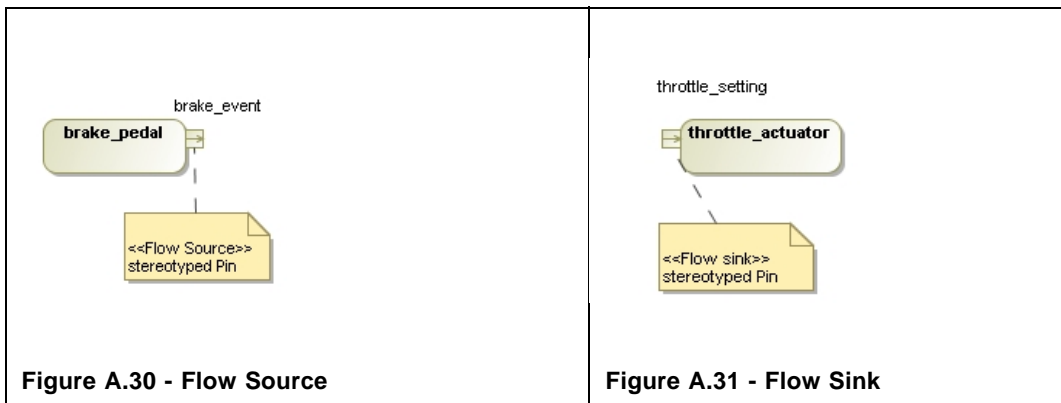 brake_event
brake_pedal
<<Flow Source>>
stereotyped Pin
Figure A.30 - Flow Source
throttle_setting
throttle_actuator
<<Flow sink>>
stereotyped Pin
Figure A.31 - Flow Sink